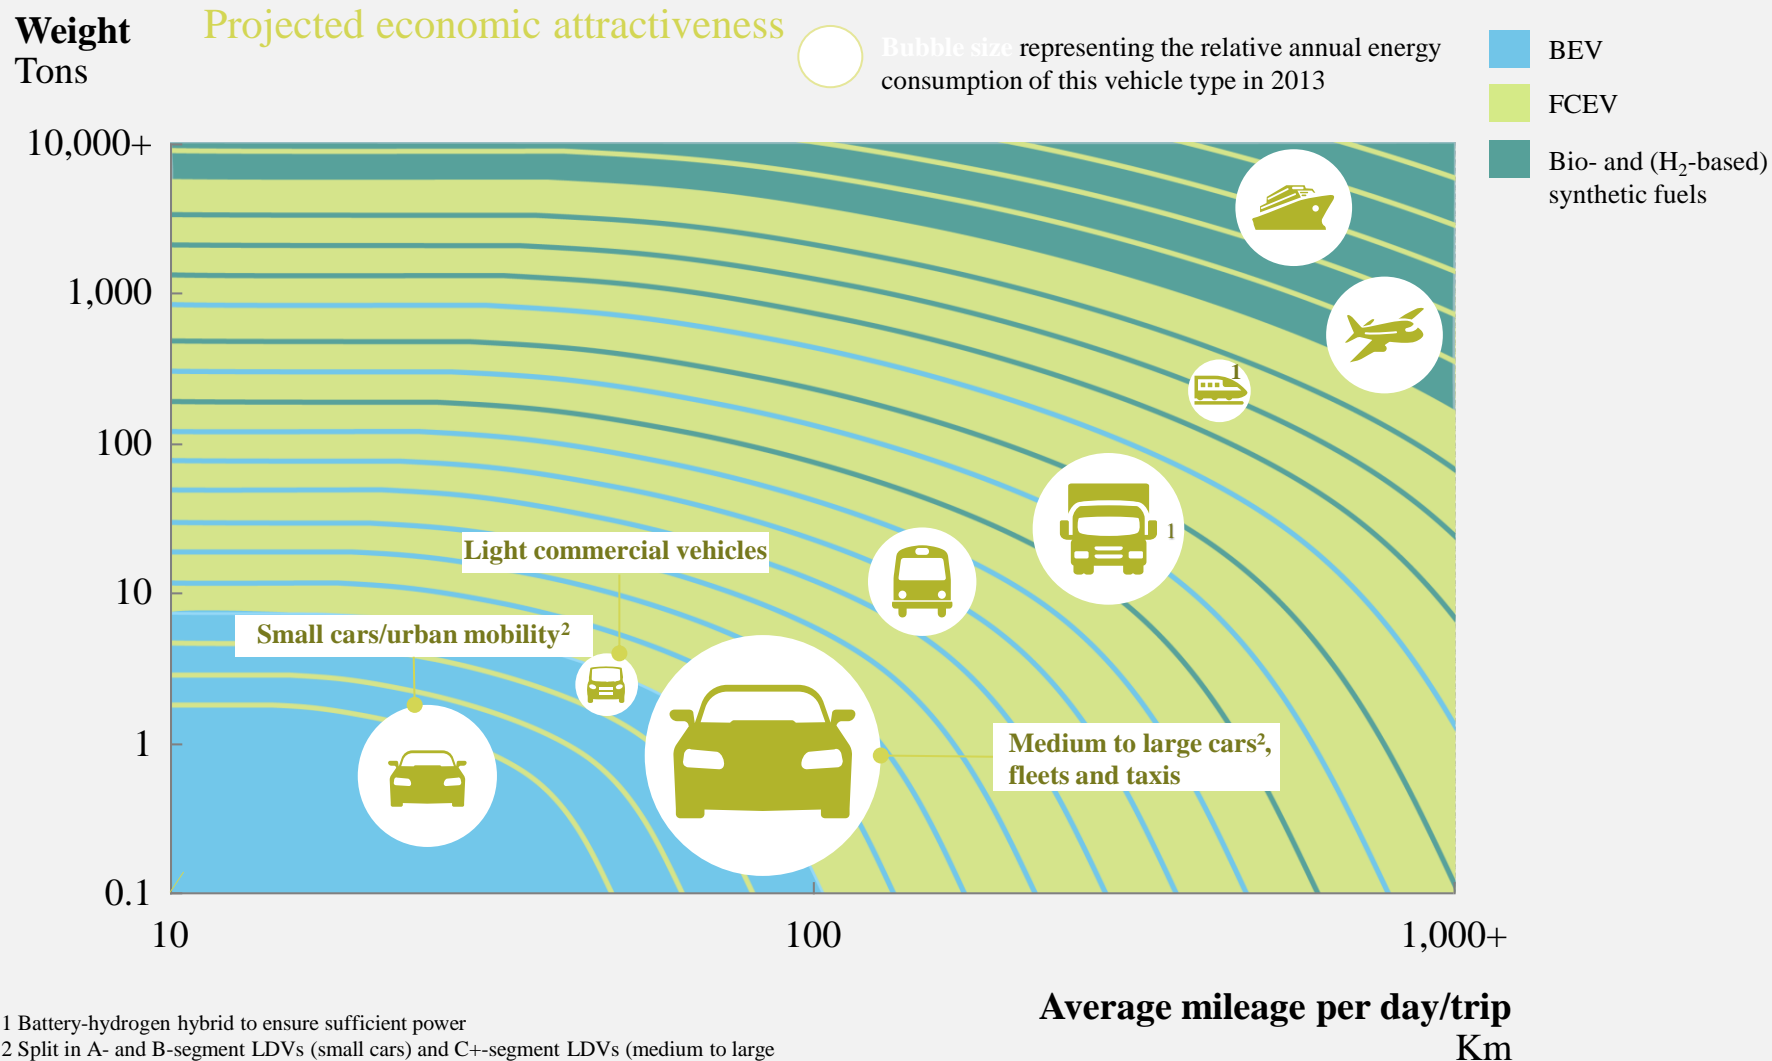 Projected economic attractiveness
Weight
Tons
Bubble size representing the relative annual energy
consumption of this vehicle type in 2013
BEV
FCEV
Bio- and (H₂-based)
synthetic fuels
10,000+
1,000
100
10
1
0.1
1
1
Light commercial vehicles
Small cars/urban mobility²
Medium to large cars²,
fleets and taxis
10
100
1,000+
Average mileage per day/trip
Km
1 Battery-hydrogen hybrid to ensure sufficient power
2 Split in A- and B-segment LDVs (small cars) and C+-segment LDVs (medium to large